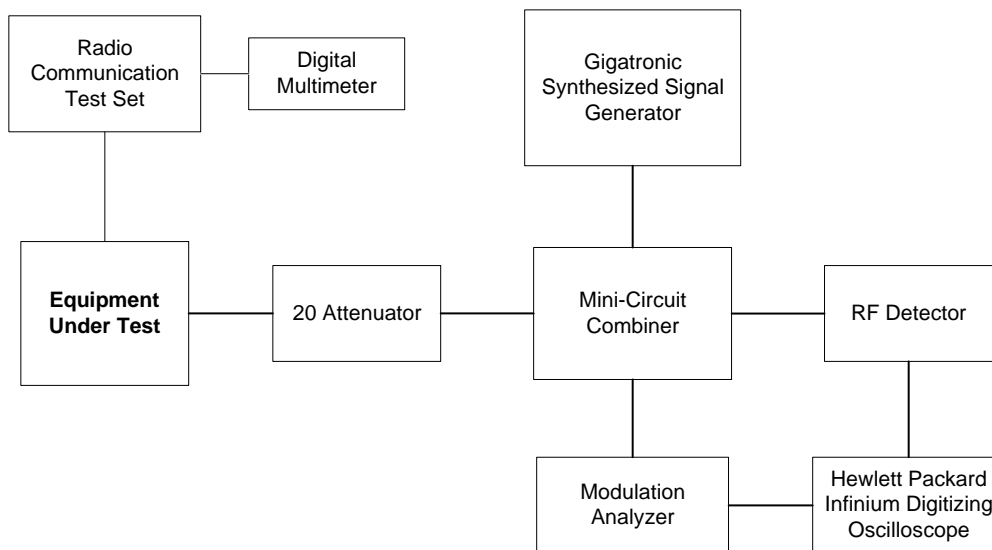 Radio
Communication
Test Set
Digital
Multimeter
Gigatronic
Synthesized Signal
Generator
Equipment
Under Test
20 Attenuator
Mini-Circuit
Combiner
RF Detector
Modulation
Analyzer
Hewlett Packard
Infinium Digitizing
Oscilloscope